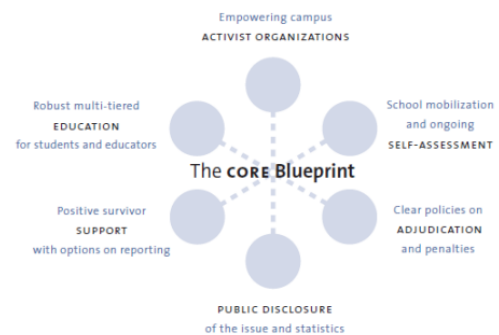 Empowering campus
ACTIVIST ORGANIZATIONS
Robust multi-tiered
EDUCATION
for students and educators
School mobilization
and ongoing
SELF-ASSESSMENT
The CORE Blueprint
Positive survivor
SUPPORT
with options on reporting
Clear policies on
ADJUDICATION
and penalties
PUBLIC DISCLOSURE
of the issue and statistics